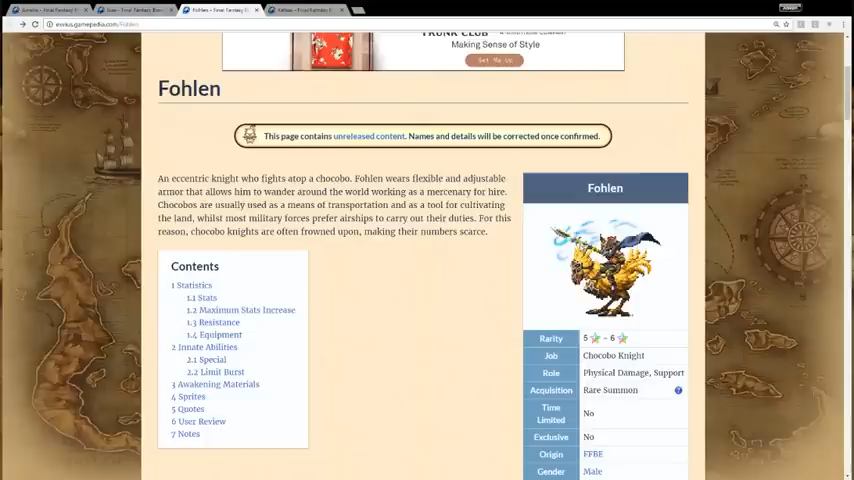 exvius.gamepedia.com/Fohlen
Making Sense of Style
Get Me Up
Fohlen
This page contains unreleased content. Names and details will be corrected once confirmed.
An eccentric knight who fights atop a chocobo. Fohlen wears flexible and adjustable
armor that allows him to wander around the world working as a mercenary for hire.
Chocobos are usually used as a means of transportation and as a tool for cultivating
the land, whilst most military forces prefer airships to carry out their duties. For this
reason, chocobo knights are often frowned upon, making their numbers scarce.
Contents
1 Statistics
1.1 Stats
1.2 Maximum Stats Increase
1.3 Resistance
1.4 Equipment
2 Innate Abilities
2.1 Special
2.2 Limit Burst
3 Awakening Materials
4 Sprites
5 Quotes
6 User Review
7 Notes
Fohlen
Rarity 5 - 6
Job Chocobo Knight
Role Physical Damage, Support
Acquisition Rare Summon ?
Time Limited No
Exclusive No
Origin FFBE
Gender Male